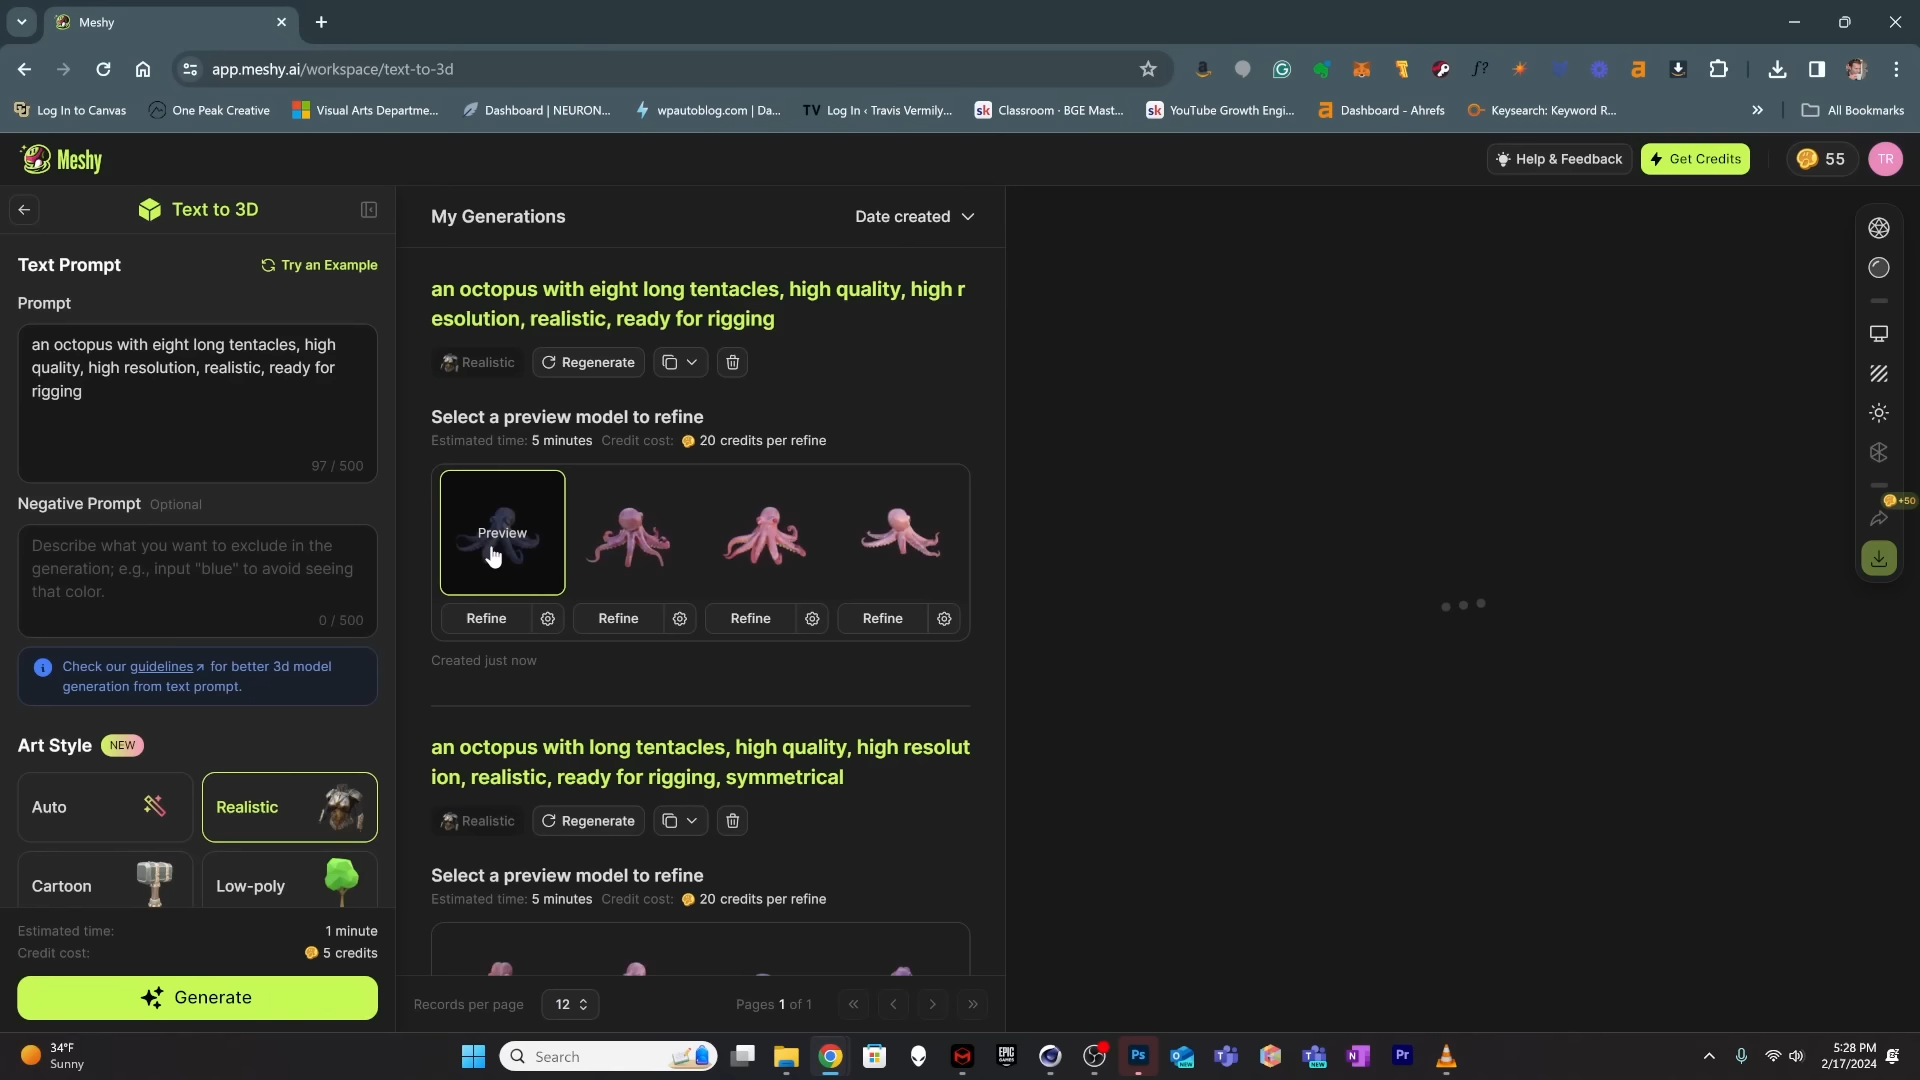 Meshy
app.meshy.ai/workspace/text-to-3d
Log In to Canvas
One Peak Creative
Visual Arts Departme...
Dashboard | NEURON...
wpautoblog.com | Da...
TV Log In ‹ Travis Vermily...
sk Classroom · BGE Mast...
sk YouTube Growth Engi...
Dashboard - Ahrefs
Keysearch: Keyword R...
»
All Bookmarks
Meshy
Help & Feedback
Get Credits
55
TR
Text to 3D
Text Prompt
Try an Example
Prompt
an octopus with eight long tentacles, high
quality, high resolution, realistic, ready for
rigging
97 / 500
Negative Prompt Optional
Describe what you want to exclude in the
generation; e.g., input "blue" to avoid seeing
that color.
0 / 500
Check our guidelines↗ for better 3d model
generation from text prompt.
Art Style NEW
Auto
Realistic
Cartoon
Low-poly
Estimated time: 1 minute
Credit cost: 5 credits
Generate
My Generations
Date created
an octopus with eight long tentacles, high quality, high r
esolution, realistic, ready for rigging
Realistic
Regenerate
Select a preview model to refine
Estimated time: 5 minutes Credit cost: 20 credits per refine
Preview
Refine
Refine
Refine
Refine
Created just now
an octopus with long tentacles, high quality, high resolut
ion, realistic, ready for rigging, symmetrical
Realistic
Regenerate
Select a preview model to refine
Estimated time: 5 minutes Credit cost: 20 credits per refine
Records per page 12
Pages 1 of 1
+50
34°F
Sunny
Search
EPIC GAMES
Ps
NEW
NEW
N
Pr
5:28 PM
2/17/2024